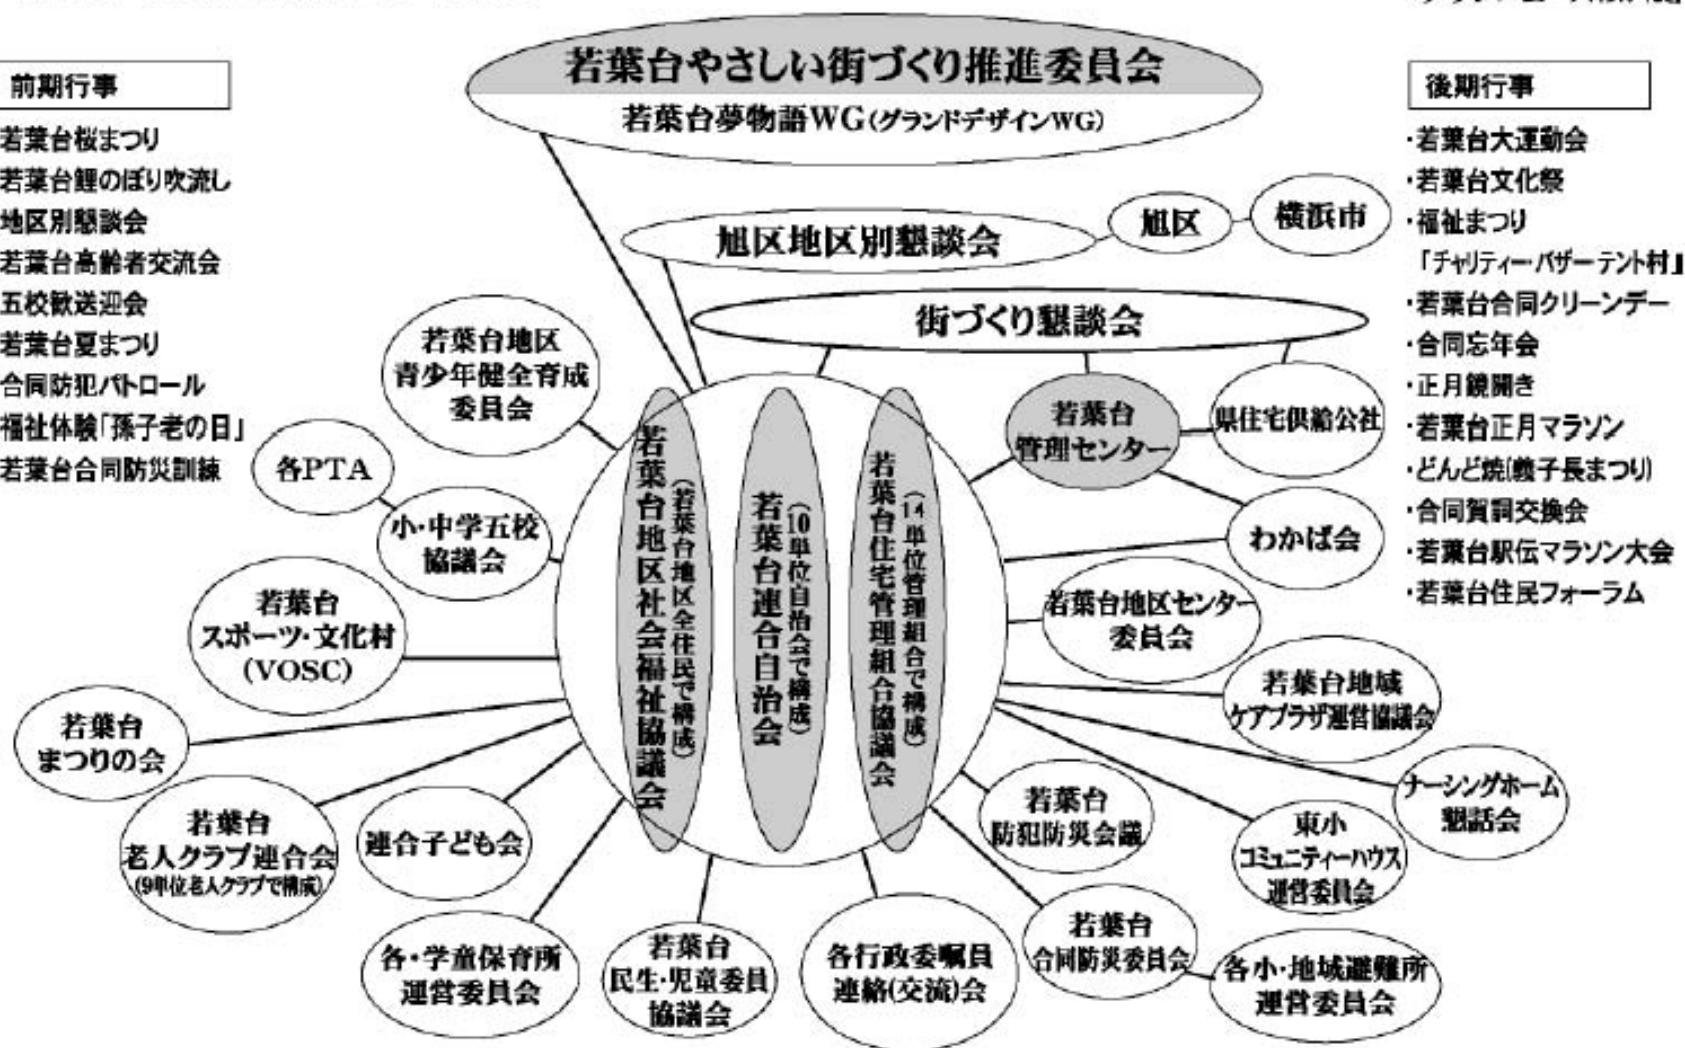 若葉台やさしい街づくり推進委員会
若葉台夢物語WG(グランドデザインWG)
前期行事
若葉台桜まつり
若葉台鯉のぼり吹流し
地区別懇談会
若葉台高齢者交流会
五校歓送迎会
若葉台夏まつり
合同防犯パトロール
福祉体験「孫子老の日」
若葉台合同防災訓練
後期行事
・若葉台大運動会
・若葉台文化祭
・福祉まつり
「チャリティー・バザーテント村」
・若葉台合同クリーンデー
・合同忘年会
・正月鏡開き
・若葉台正月マラソン
・どんど焼(義子長まつり)
・合同賀詞交換会
・若葉台駅伝マラソン大会
・若葉台住民フォーラム
旭区地区別懇談会
旭区
横浜市
街づくり懇談会
若葉台地区
青少年健全育成
委員会
若葉台
管理センター
県住宅供給公社
各PTA
小・中学五校
協議会
わかば会
若葉台地区社会福祉協議会
(若葉台地区全住民で構成)
若葉台連合自治会
(10単位自治会で構成)
若葉台住宅管理組合協議会
(14単位管理組合で構成)
若葉台
スポーツ・文化村
(VOSC)
若葉台地区センター
委員会
若葉台
まつりの会
若葉台地域
ケアプラザ運営協議会
若葉台
老人クラブ連合会
(9単位老人クラブで構成)
連合子ども会
若葉台
防犯防災会議
東小
コミュニティーハウス
運営委員会
ナーシングホーム
懇話会
各・学童保育所
運営委員会
若葉台
民生・児童委員
協議会
各行政委嘱員
連絡(交流)会
若葉台
合同防災委員会
各小・地域避難所
運営委員会